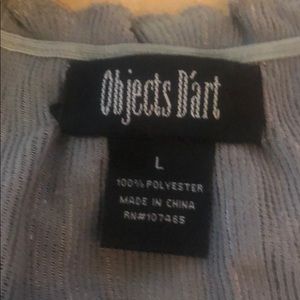 Objects D'art
L
100% POLYESTER
MADE IN CHINA
RN#107465